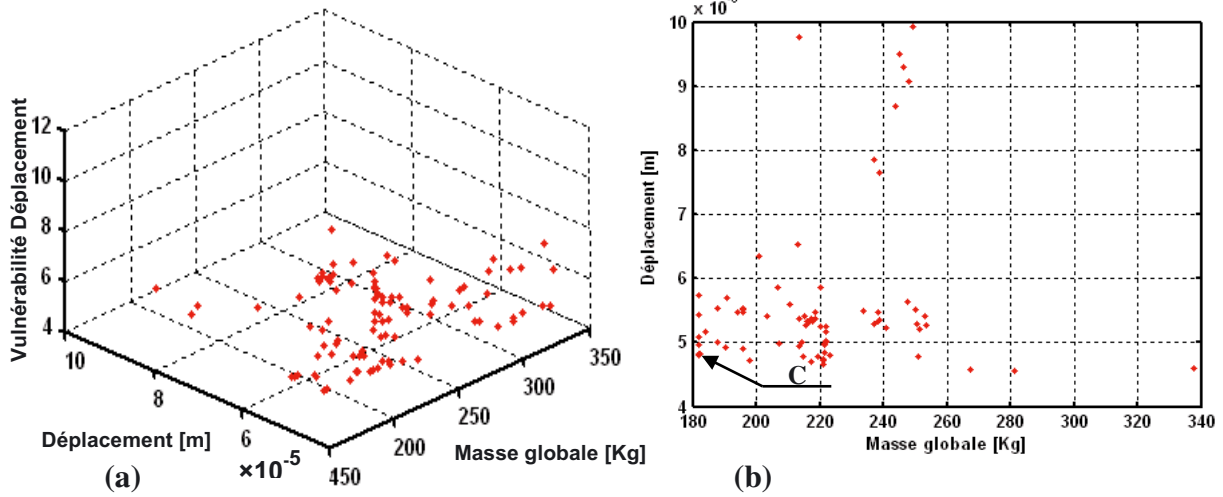 Vulnérabilité Déplacement
12
10
8
6
4
10
8
6
450
200
250
300
350
Déplacement [m]
×10-5
Masse globale [Kg]
(a)
x 10
10
9
8
7
6
5
4
Déplacement [m]
C
180 200 220 240 260 280 300 320 340
Masse globale [Kg]
(b)